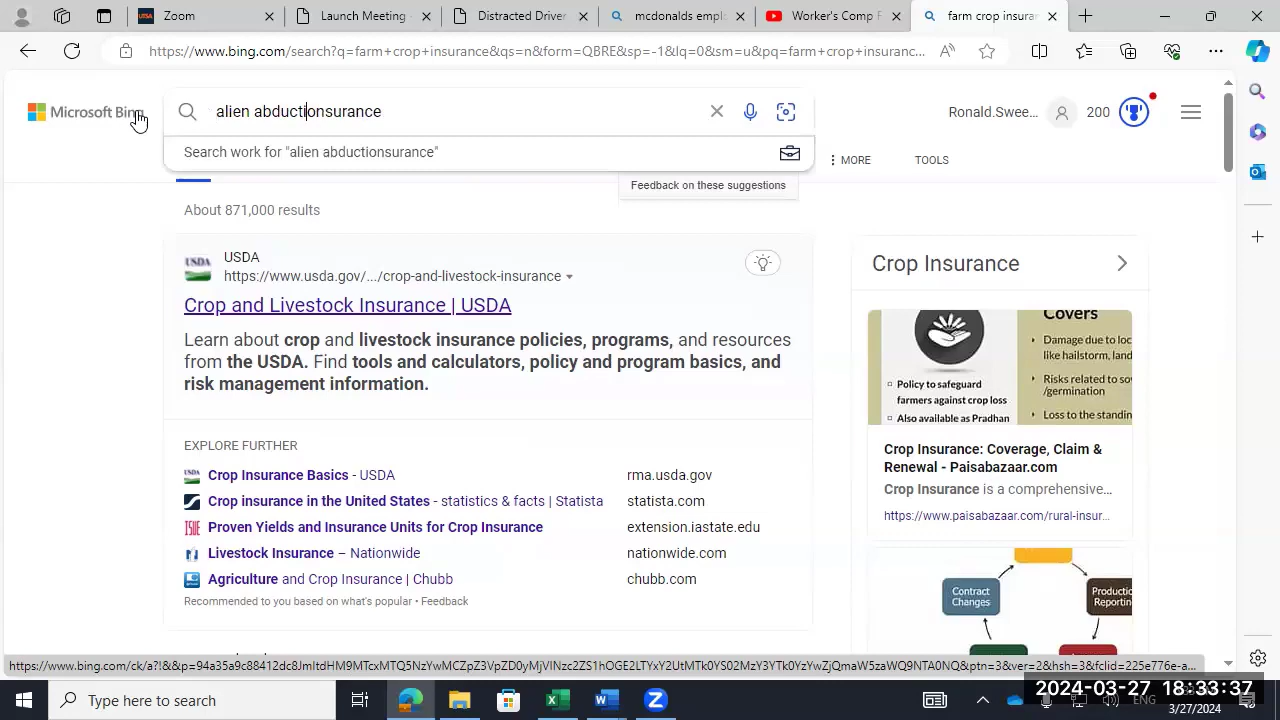 Zoom
Launch Meeting
Distracted Drive
mcdonalds empl
Worker's Comp F
farm crop insurar
https://www.bing.com/search?q=farm+crop+insurance&qs=n&form=QBRE&sp=-1&lq=0&sm=u&pq=farm+crop+insuranc...
Microsoft Bing
alien abductionsurance
Ronald.Swee...
200
Search work for "alien abductionsurance"
MORE
TOOLS
Feedback on these suggestions
About 871,000 results
USDA
USDA
https://www.usda.gov/.../crop-and-livestock-insurance
Crop and Livestock Insurance | USDA
Learn about crop and livestock insurance policies, programs, and resources
from the USDA. Find tools and calculators, policy and program basics, and
risk management information.
EXPLORE FURTHER
Crop Insurance Basics - USDA rma.usda.gov
Crop insurance in the United States - statistics & facts | Statista statista.com
Proven Yields and Insurance Units for Crop Insurance extension.iastate.edu
Livestock Insurance – Nationwide nationwide.com
Agriculture and Crop Insurance | Chubb chubb.com
Recommended to you based on what's popular • Feedback
Crop Insurance
Covers
Damage due to loc
like hailstorm, land
Risks related to so
/germination
Loss to the standin
Policy to safeguard
farmers against crop loss
Also available as Pradhan
Crop Insurance: Coverage, Claim &
Renewal - Paisabazaar.com
Crop Insurance is a comprehensive...
https://www.paisabazaar.com/rural-insur...
Contract
Changes
Productio
Reporting
Type here to search
ENG
2024-03-27 18:33:37
3/27/2024